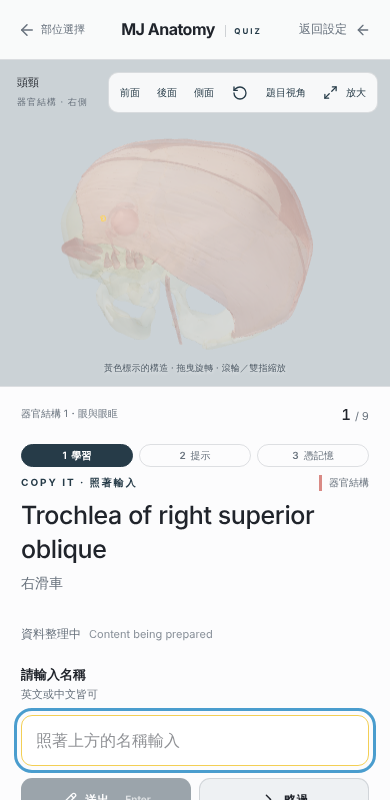 部位選擇
MJ Anatomy
QUIZ
返回設定
頭頸
器官結構 · 右側
前面
後面
側面
題目視角
放大
黃色標示的構造 · 拖曳旋轉 · 滾輪／雙指縮放
器官結構 1 · 眼與眼眶
1 / 9
1 學習
2 提示
3 憑記憶
COPY IT · 照著輸入
器官結構
Trochlea of right superior
oblique
右滑車
資料整理中 Content being prepared
請輸入名稱
英文或中文皆可
照著上方的名稱輸入
送出 Enter
略過